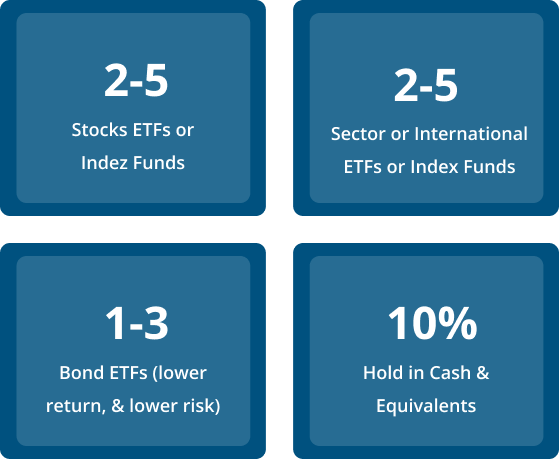 2-5
Stocks ETFs or
Indez Funds
2-5
Sector or International
ETFs or Index Funds
1-3
Bond ETFs (lower
return, & lower risk)
10%
Hold in Cash &
Equivalents